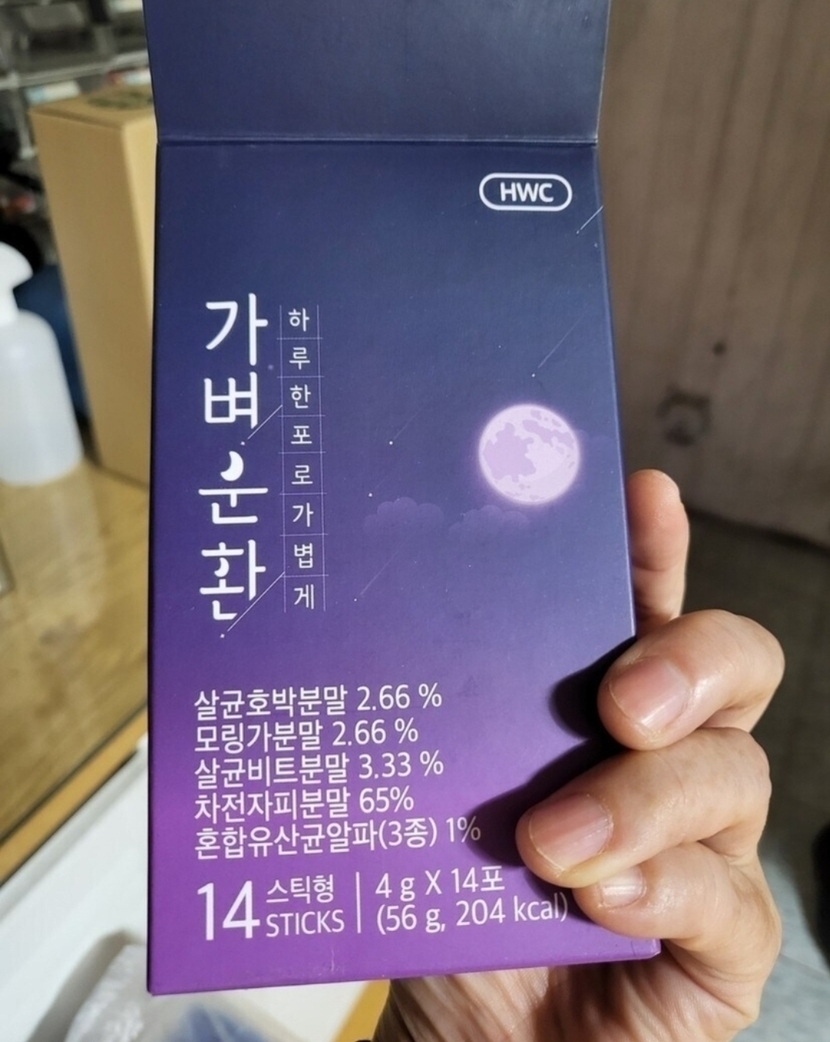 HWC
가벼운환
하루한포로가볍게
살균호박분말 2.66 %
모링가분말 2.66 %
살균비트분말 3.33 %
차전자피분말 65%
혼합유산균알파(3종) 1%
14 스틱형 STICKS
4 g X 14포
(56 g, 204 kcal)